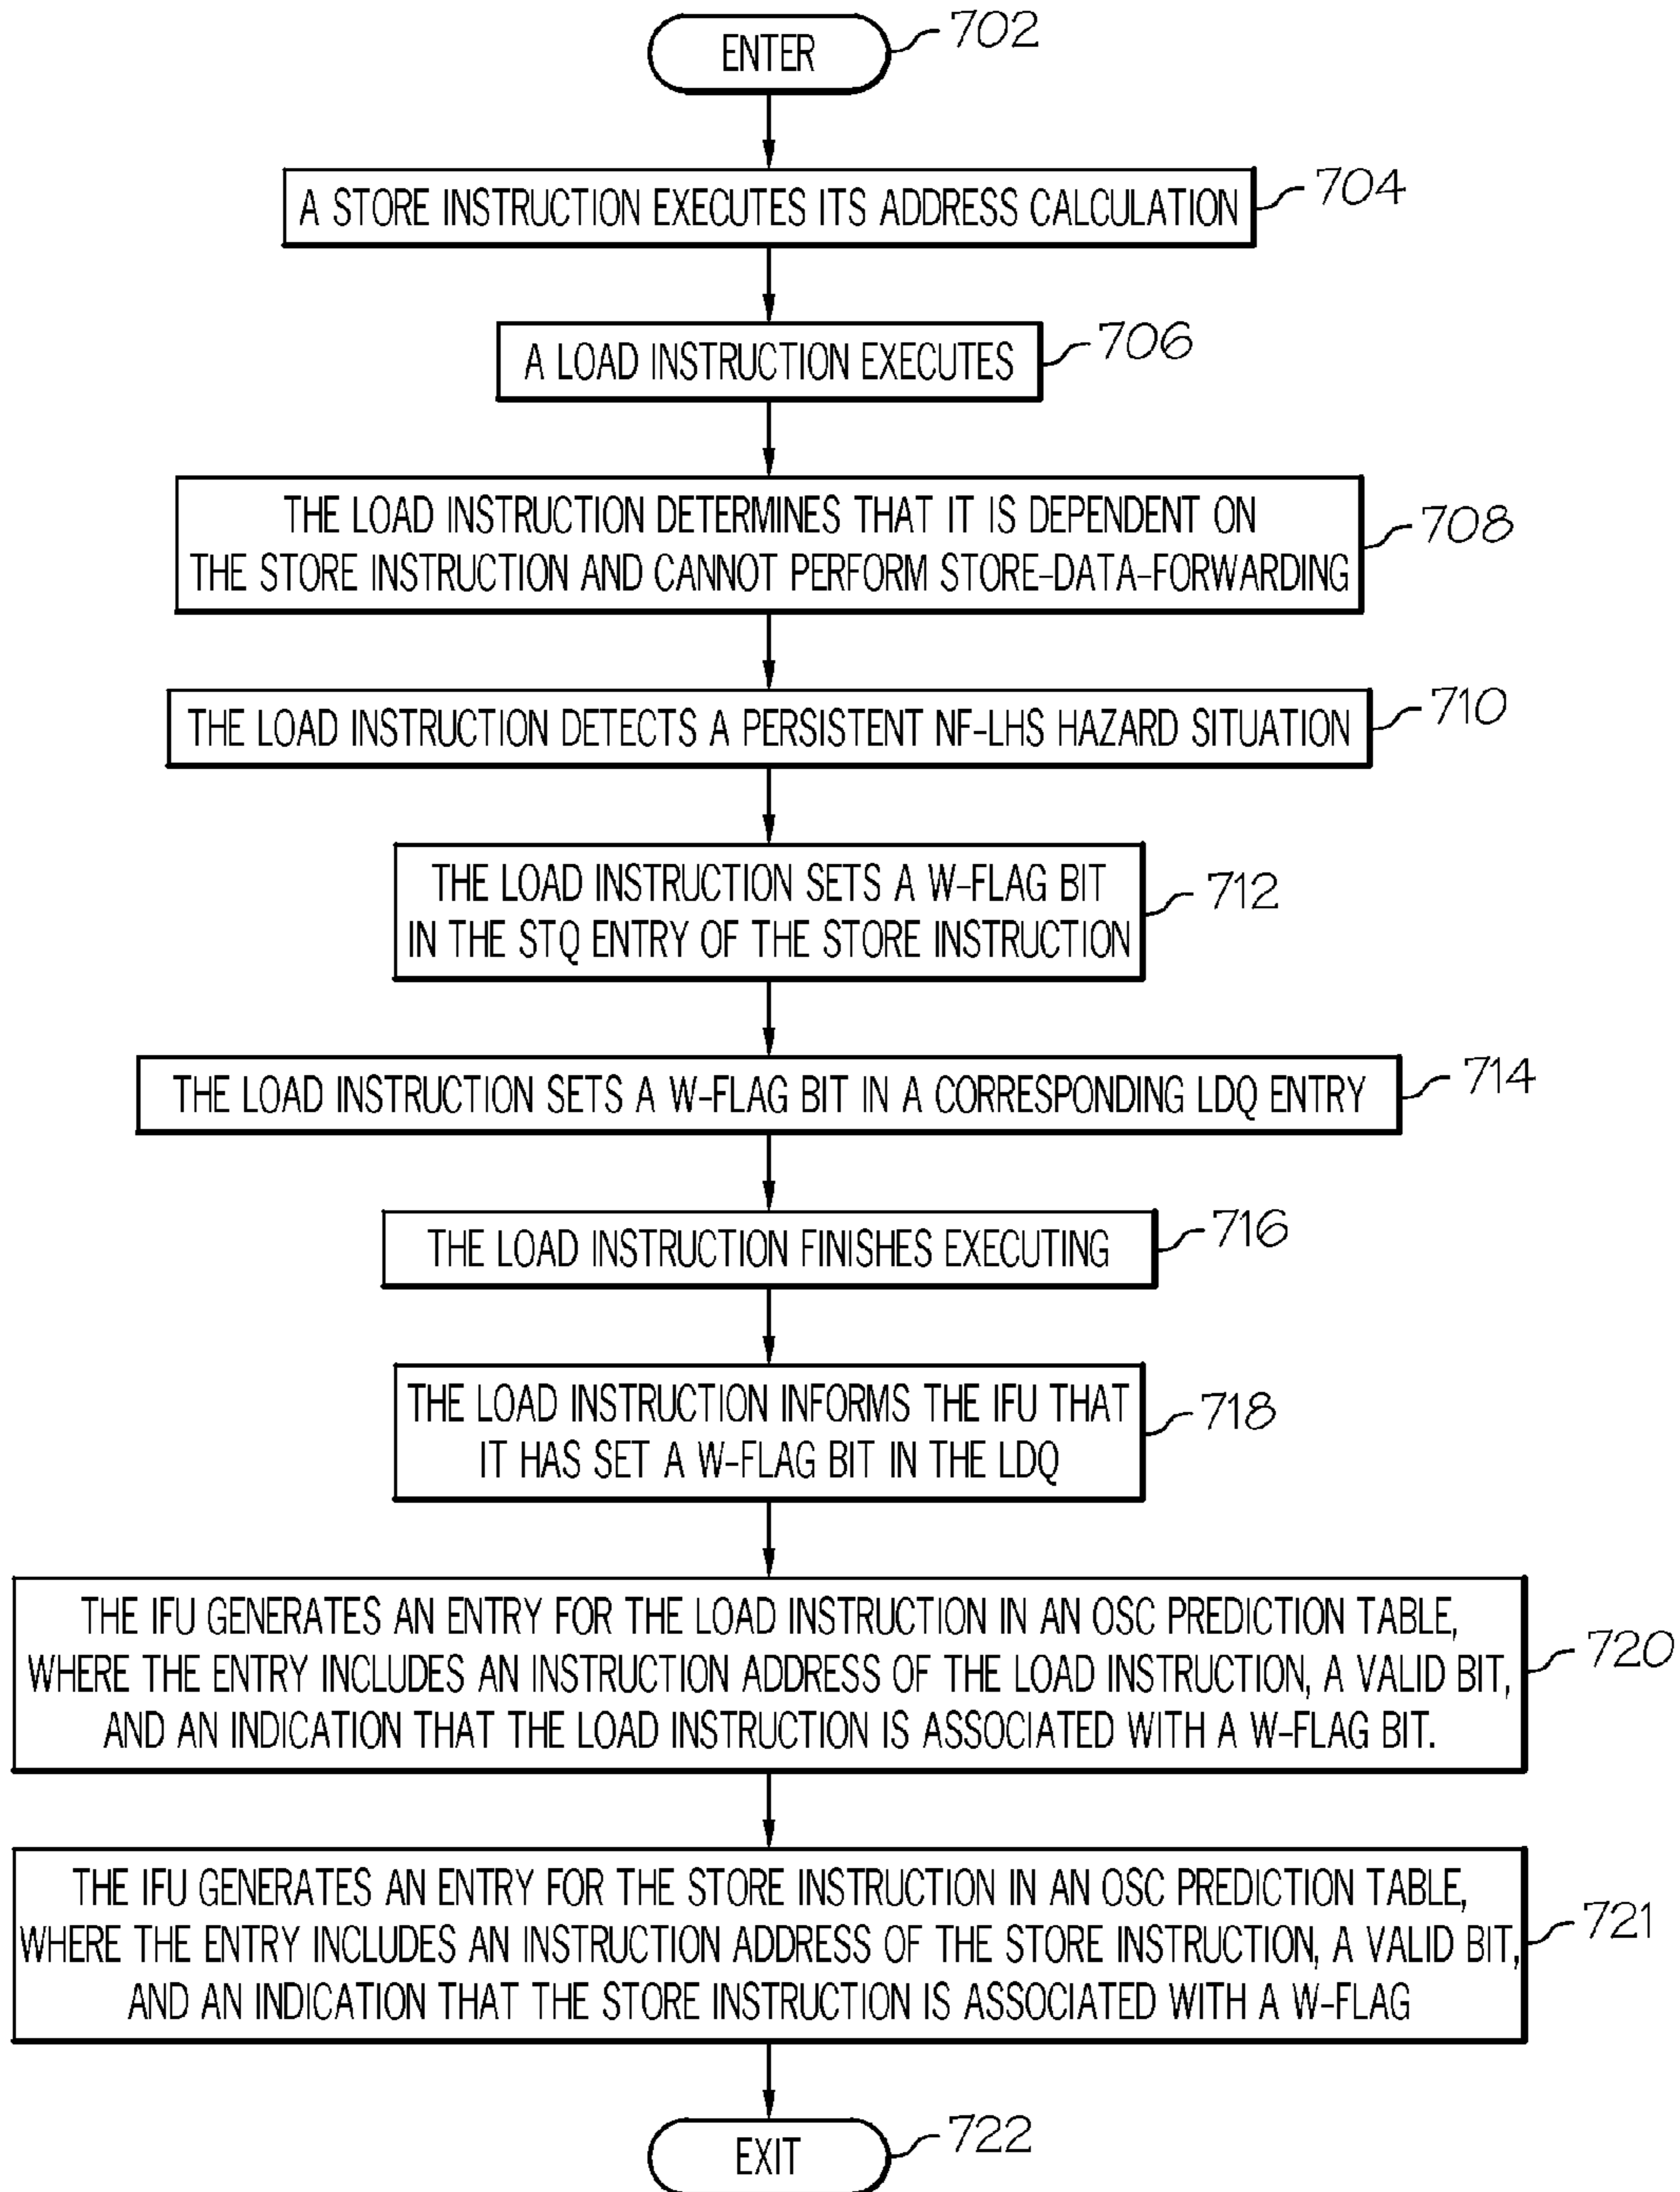 ENTER
702
A STORE INSTRUCTION EXECUTES ITS ADDRESS CALCULATION
704
A LOAD INSTRUCTION EXECUTES
706
THE LOAD INSTRUCTION DETERMINES THAT IT IS DEPENDENT ON
THE STORE INSTRUCTION AND CANNOT PERFORM STORE-DATA-FORWARDING
708
THE LOAD INSTRUCTION DETECTS A PERSISTENT NF-LHS HAZARD SITUATION
710
THE LOAD INSTRUCTION SETS A W-FLAG BIT
IN THE STQ ENTRY OF THE STORE INSTRUCTION
712
THE LOAD INSTRUCTION SETS A W-FLAG BIT IN A CORRESPONDING LDQ ENTRY
714
THE LOAD INSTRUCTION FINISHES EXECUTING
716
THE LOAD INSTRUCTION INFORMS THE IFU THAT
IT HAS SET A W-FLAG BIT IN THE LDQ
718
THE IFU GENERATES AN ENTRY FOR THE LOAD INSTRUCTION IN AN OSC PREDICTION TABLE,
WHERE THE ENTRY INCLUDES AN INSTRUCTION ADDRESS OF THE LOAD INSTRUCTION, A VALID BIT,
AND AN INDICATION THAT THE LOAD INSTRUCTION IS ASSOCIATED WITH A W-FLAG BIT.
720
THE IFU GENERATES AN ENTRY FOR THE STORE INSTRUCTION IN AN OSC PREDICTION TABLE,
WHERE THE ENTRY INCLUDES AN INSTRUCTION ADDRESS OF THE STORE INSTRUCTION, A VALID BIT,
AND AN INDICATION THAT THE STORE INSTRUCTION IS ASSOCIATED WITH A W-FLAG
721
EXIT
722